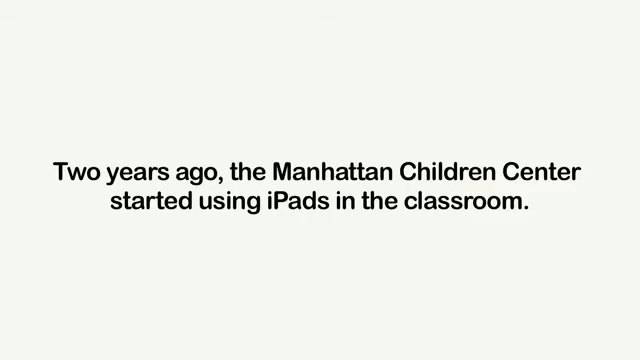 Two years ago, the Manhattan Children Center
started using iPads in the classroom.